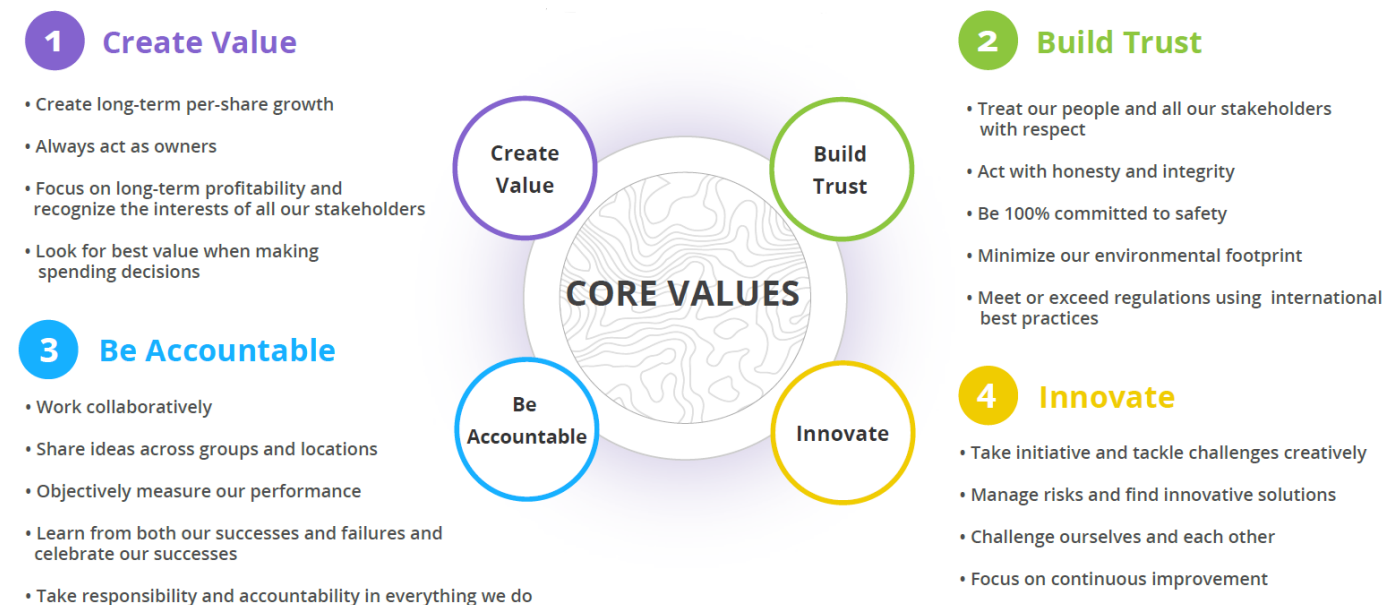 1 Create Value
• Create long-term per-share growth
• Always act as owners
• Focus on long-term profitability and
recognize the interests of all our stakeholders
• Look for best value when making
spending decisions
2 Build Trust
• Treat our people and all our stakeholders
with respect
• Act with honesty and integrity
• Be 100% committed to safety
• Minimize our environmental footprint
• Meet or exceed regulations using international
best practices
Create
Value
Build
Trust
CORE VALUES
Be
Accountable
Innovate
3 Be Accountable
• Work collaboratively
• Share ideas across groups and locations
• Objectively measure our performance
• Learn from both our successes and failures and
celebrate our successes
• Take responsibility and accountability in everything we do
4 Innovate
• Take initiative and tackle challenges creatively
• Manage risks and find innovative solutions
• Challenge ourselves and each other
• Focus on continuous improvement